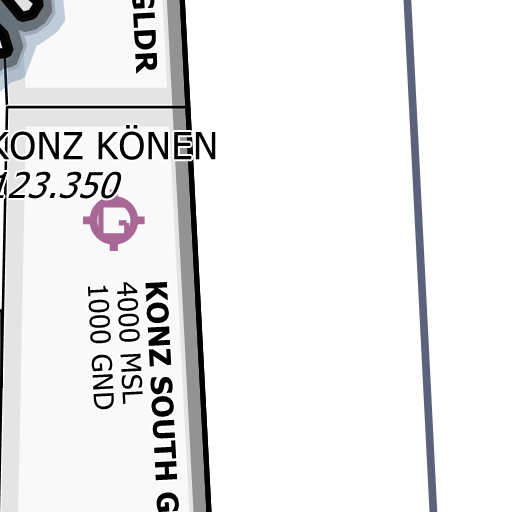 GLDR
KONZ KÖNEN
123.350
G
KONZ SOUTH G
4000 MSL
1000 GND